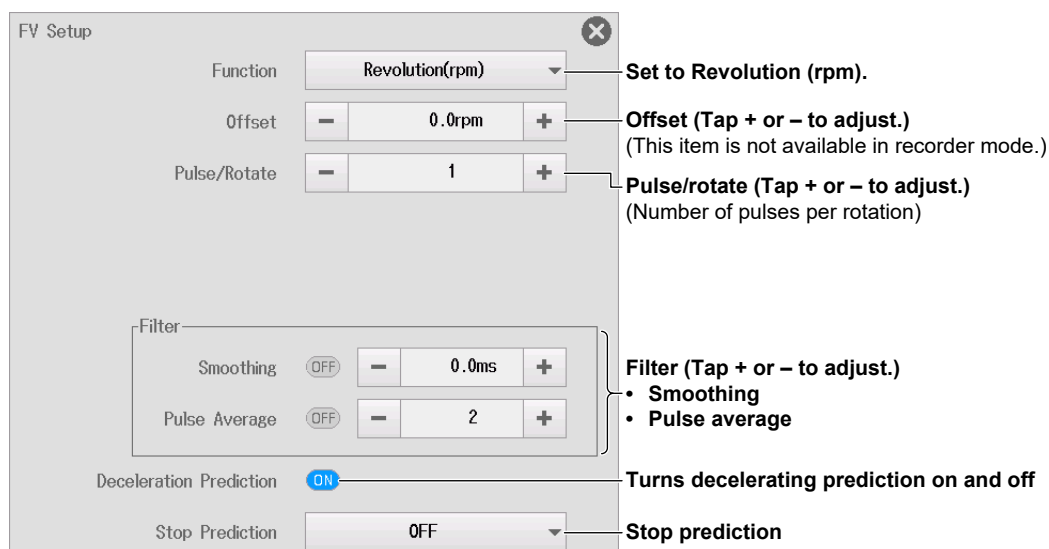 FV Setup
Function Revolution(rpm) Set to Revolution (rpm).
Offset − 0.0rpm + Offset (Tap + or – to adjust.)
(This item is not available in recorder mode.)
Pulse/Rotate − 1 + Pulse/rotate (Tap + or – to adjust.)
(Number of pulses per rotation)
Filter
Smoothing OFF − 0.0ms + Filter (Tap + or – to adjust.)
• Smoothing
Pulse Average OFF − 2 + • Pulse average
Deceleration Prediction ON Turns decelerating prediction on and off
Stop Prediction OFF Stop prediction